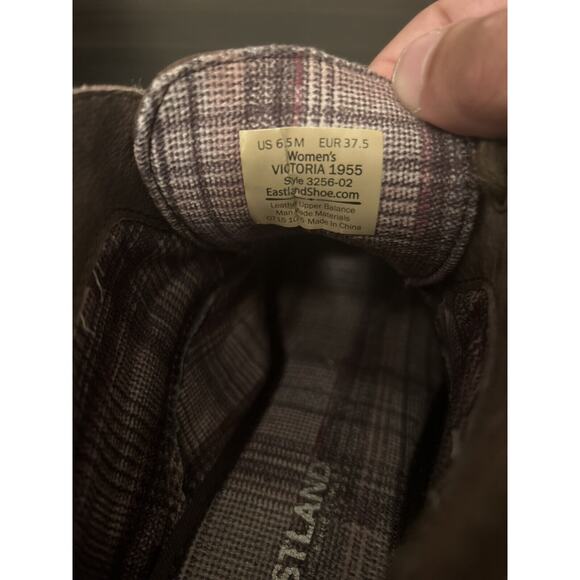 US 6.5 M EUR 37.5
Women's
VICTORIA 1955
Style 3256-02
EastlandShoe.com
Leather Upper Balance
Man Made Materials
Made In China
STLAND